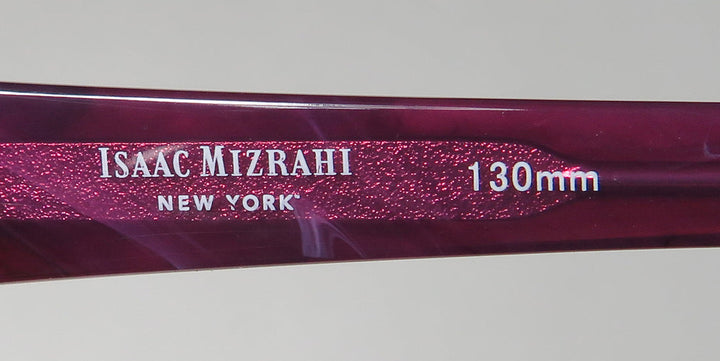 ISAAC MIZRAHI
NEW YORK
130mm